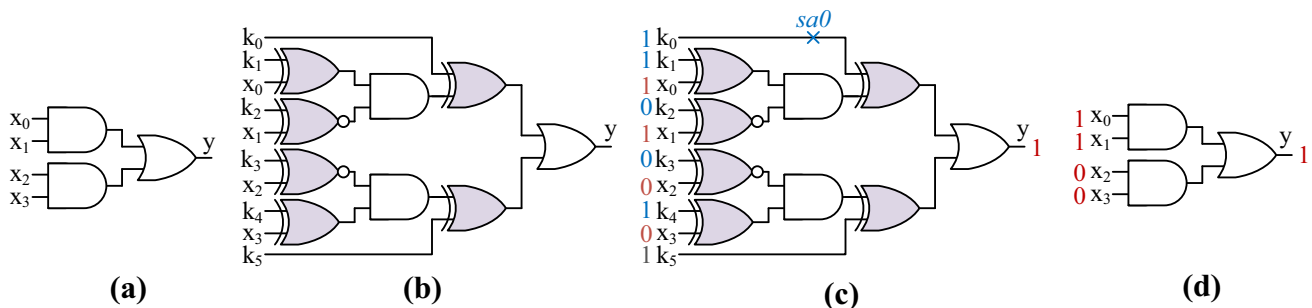 x₀
x₁
x₂
x₃
y
(a)
k₀
k₁
x₀
k₂
x₁
k₃
x₂
k₄
x₃
k₅
y
(b)
sa0
1 k₀
1 k₁
1 x₀
0 k₂
1 x₁
0 k₃
0 x₂
1 k₄
0 x₃
1 k₅
y
1
(c)
1 x₀
1 x₁
0 x₂
0 x₃
y
1
(d)